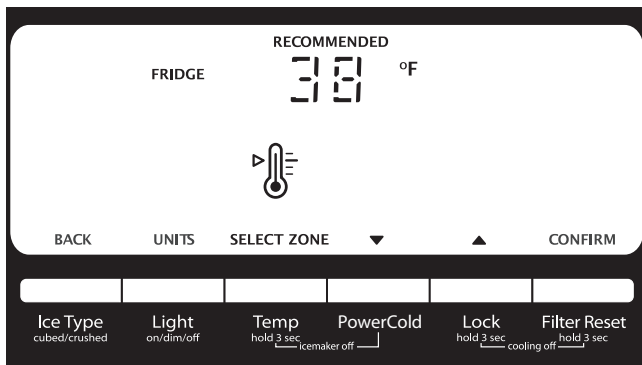 RECOMMENDED
FRIDGE 38 °F
BACK UNITS SELECT ZONE ▼ ▲ CONFIRM
Ice Type Light Temp PowerCold Lock Filter Reset
cubed/crushed on/dim/off hold 3 sec hold 3 sec hold 3 sec
icemaker off cooling off